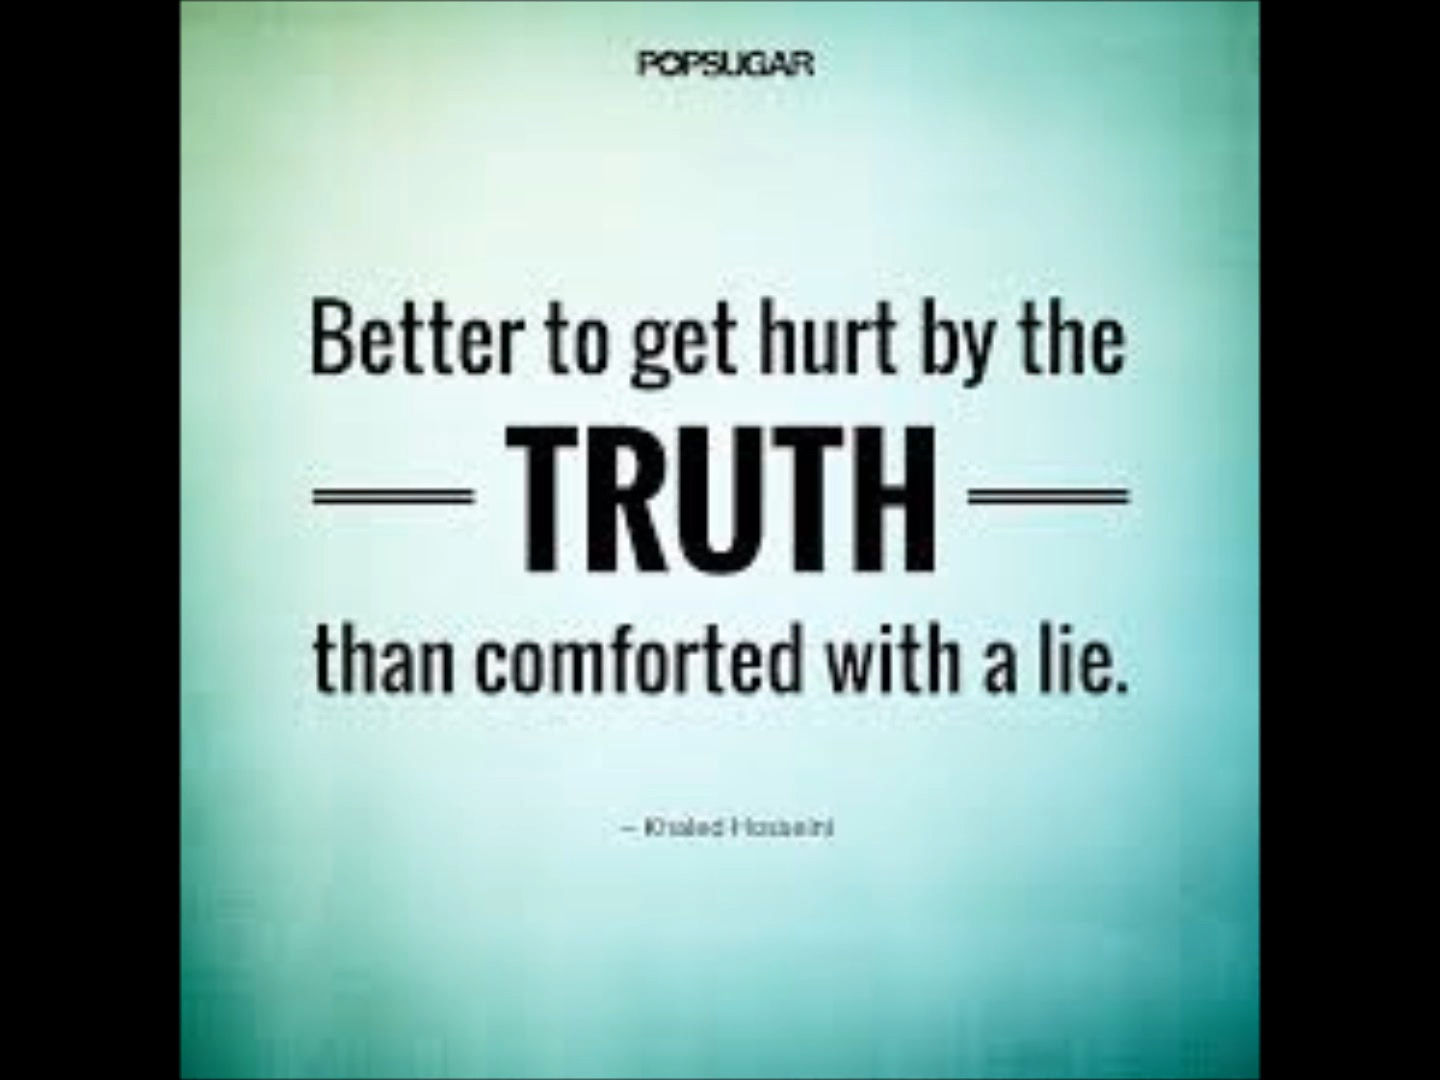 POPSUGAR
Better to get hurt by the
TRUTH
than comforted with a lie.
– Khaled Hosseini